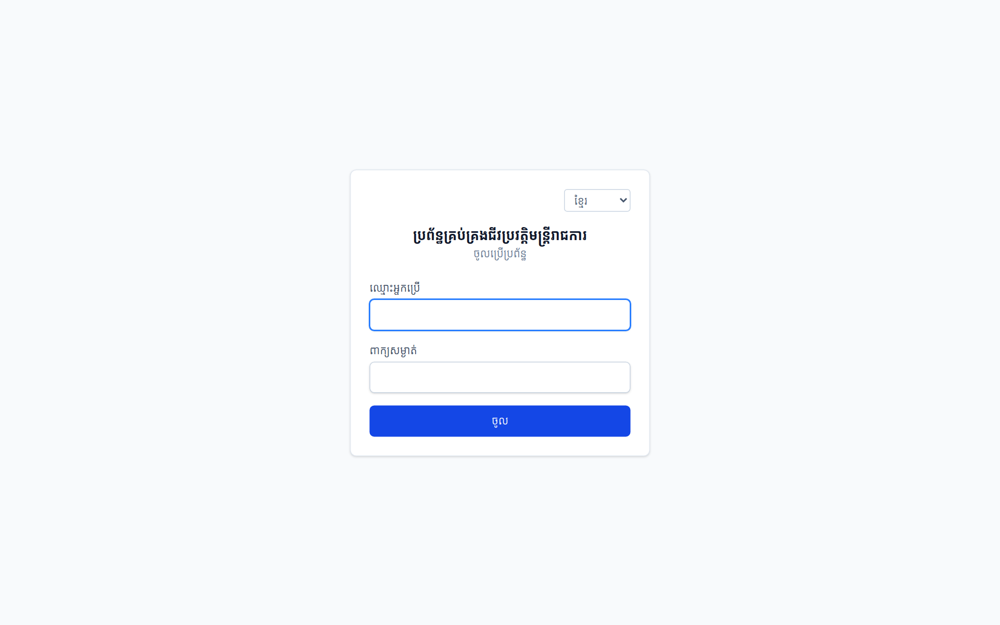 ខ្មែរ
ប្រព័ន្ធគ្រប់គ្រងជីវប្រវត្តិមន្ត្រីរាជការ
ចូលប្រើប្រព័ន្ធ
ឈ្មោះអ្នកប្រើ
ពាក្យសម្ងាត់
ចូល